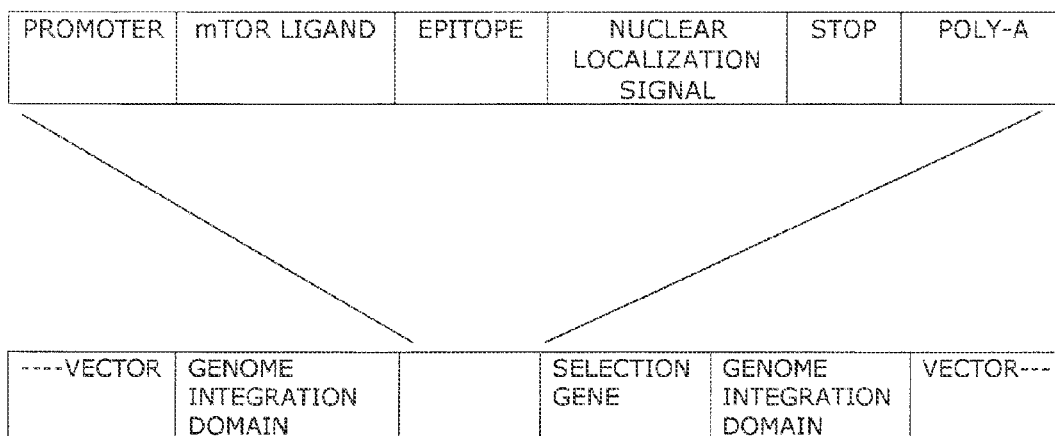 PROMOTER mTOR LIGAND EPITOPE NUCLEAR LOCALIZATION SIGNAL STOP POLY-A
----VECTOR GENOME INTEGRATION DOMAIN SELECTION GENE GENOME INTEGRATION DOMAIN VECTOR---